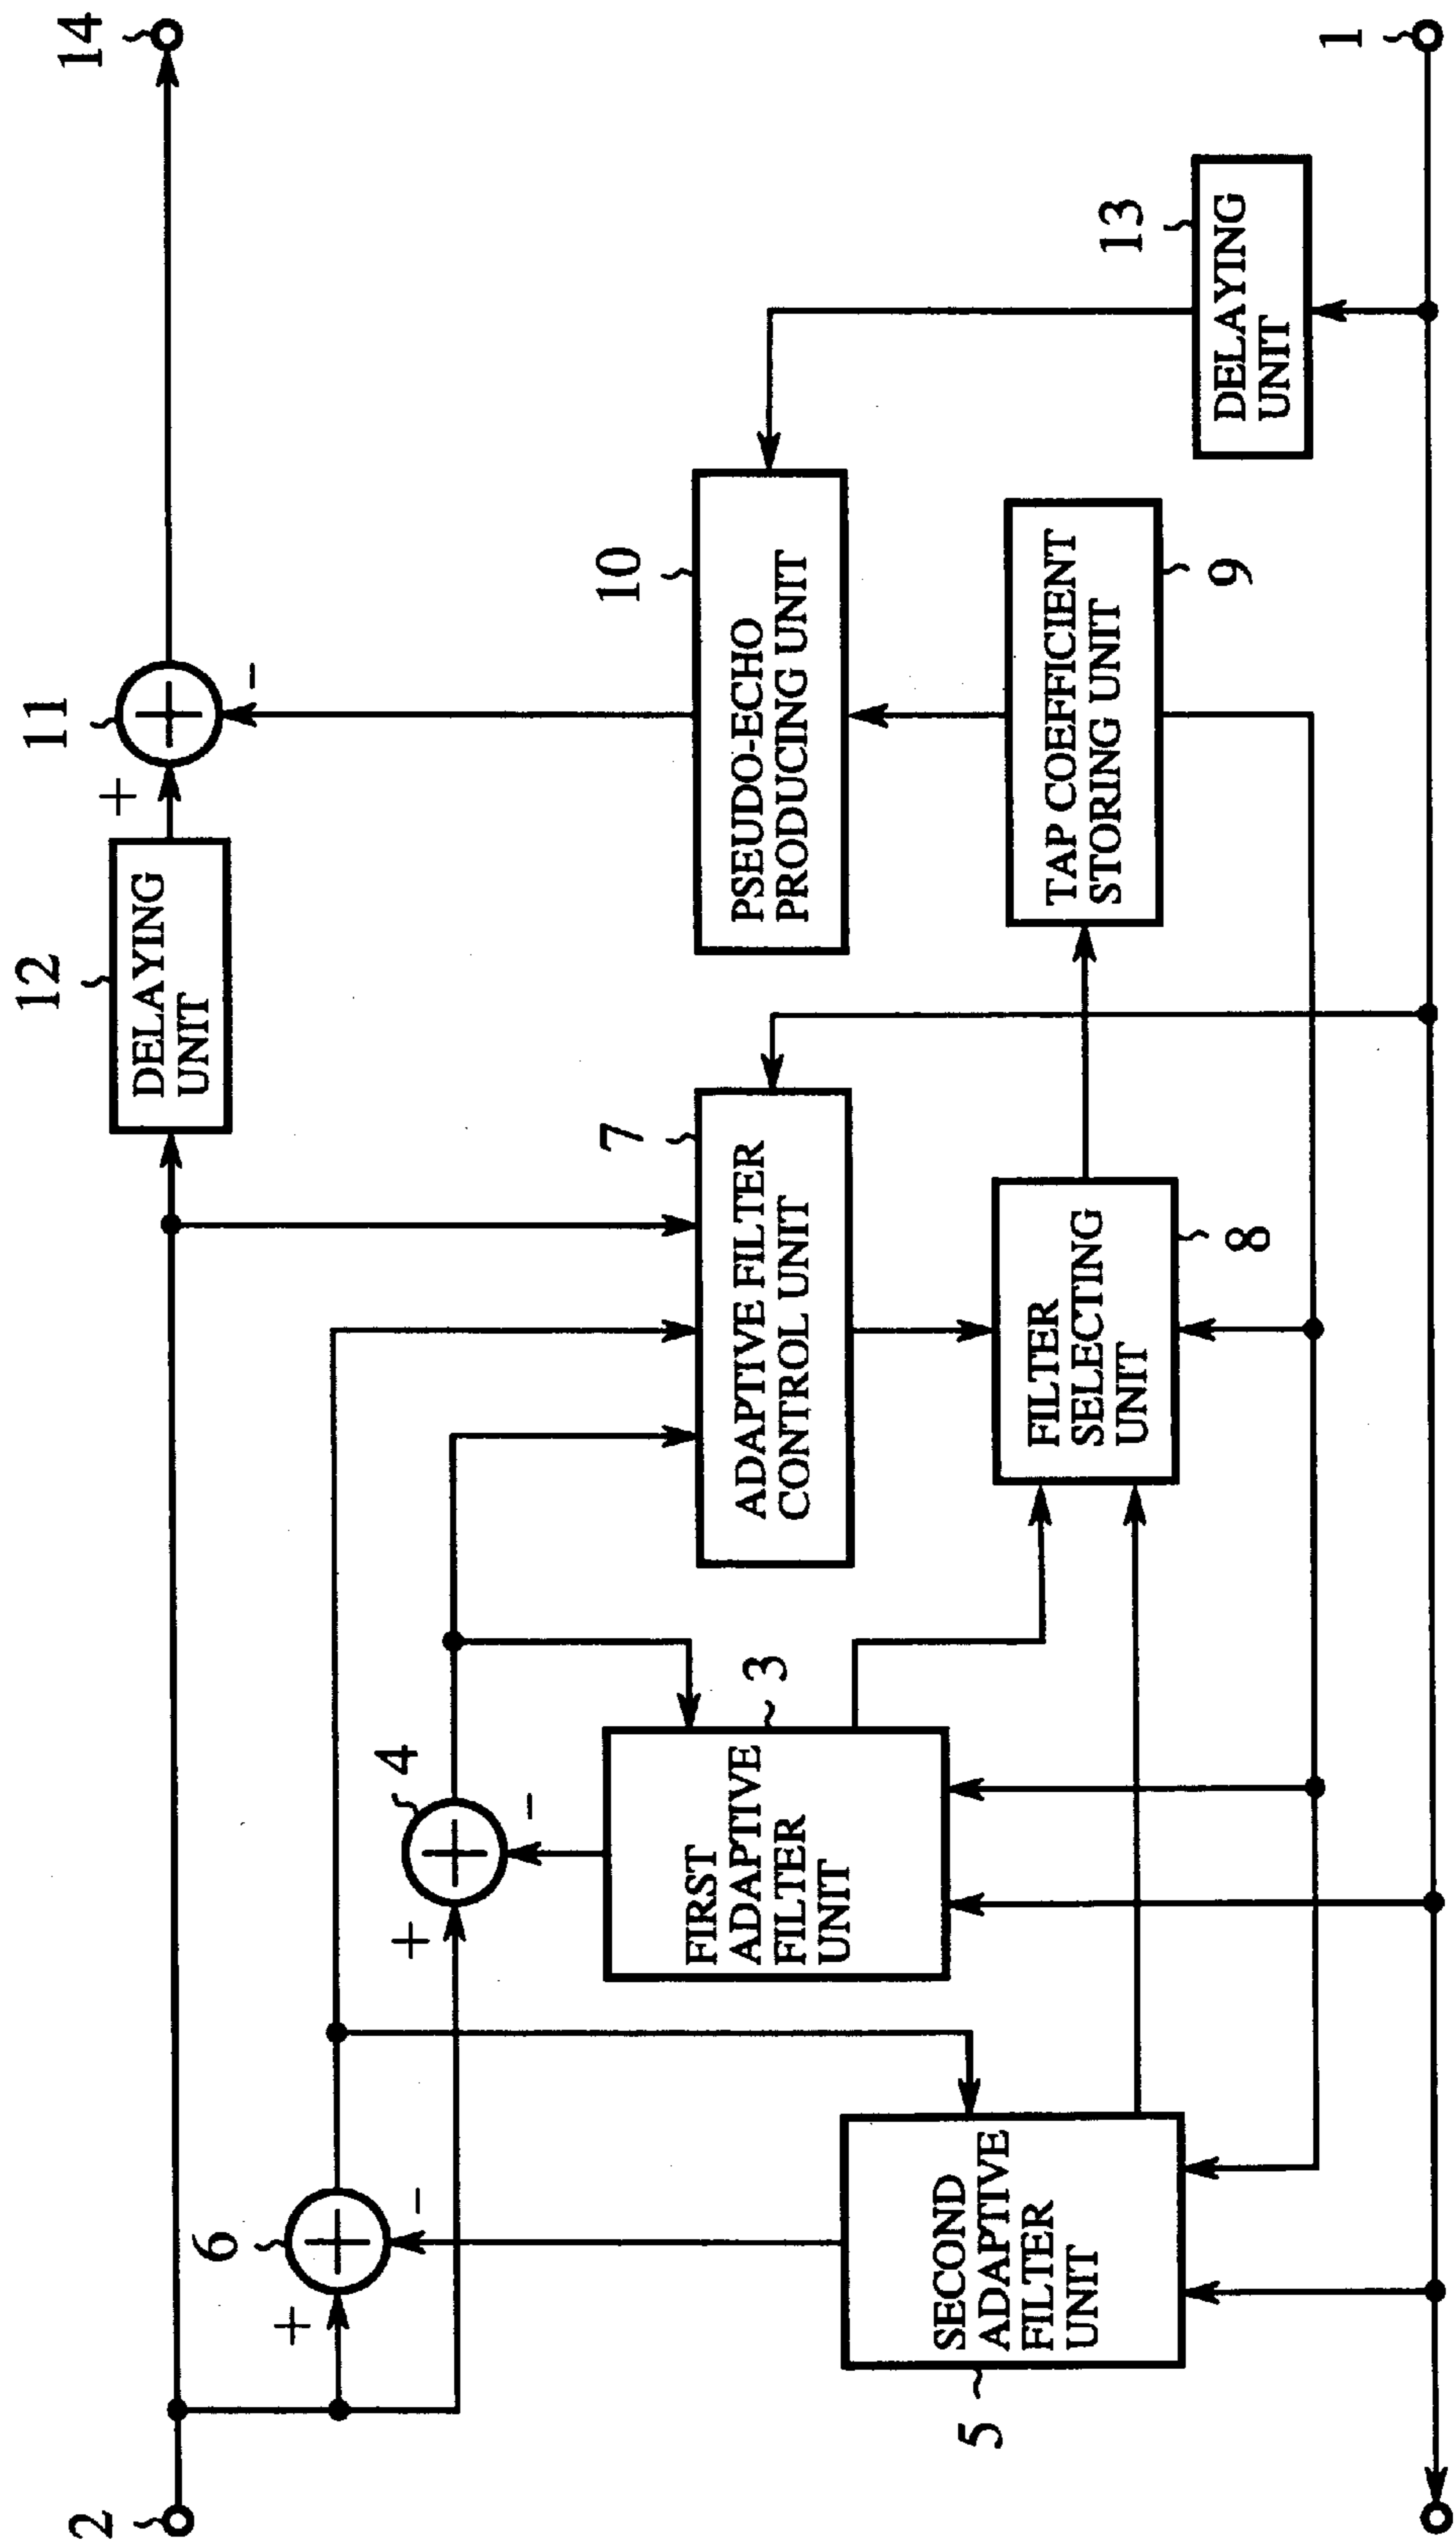 2
14
12
DELAYING
UNIT
+
11
-
6
+
-
4
+
-
7
ADAPTIVE FILTER
CONTROL UNIT
10
PSEUDO-ECHO
PRODUCING UNIT
FIRST
ADAPTIVE
FILTER
UNIT
3
5
SECOND
ADAPTIVE
FILTER
UNIT
FILTER
SELECTING
UNIT
8
TAP COEFFICIENT
STORING UNIT
9
13
DELAYING
UNIT
1